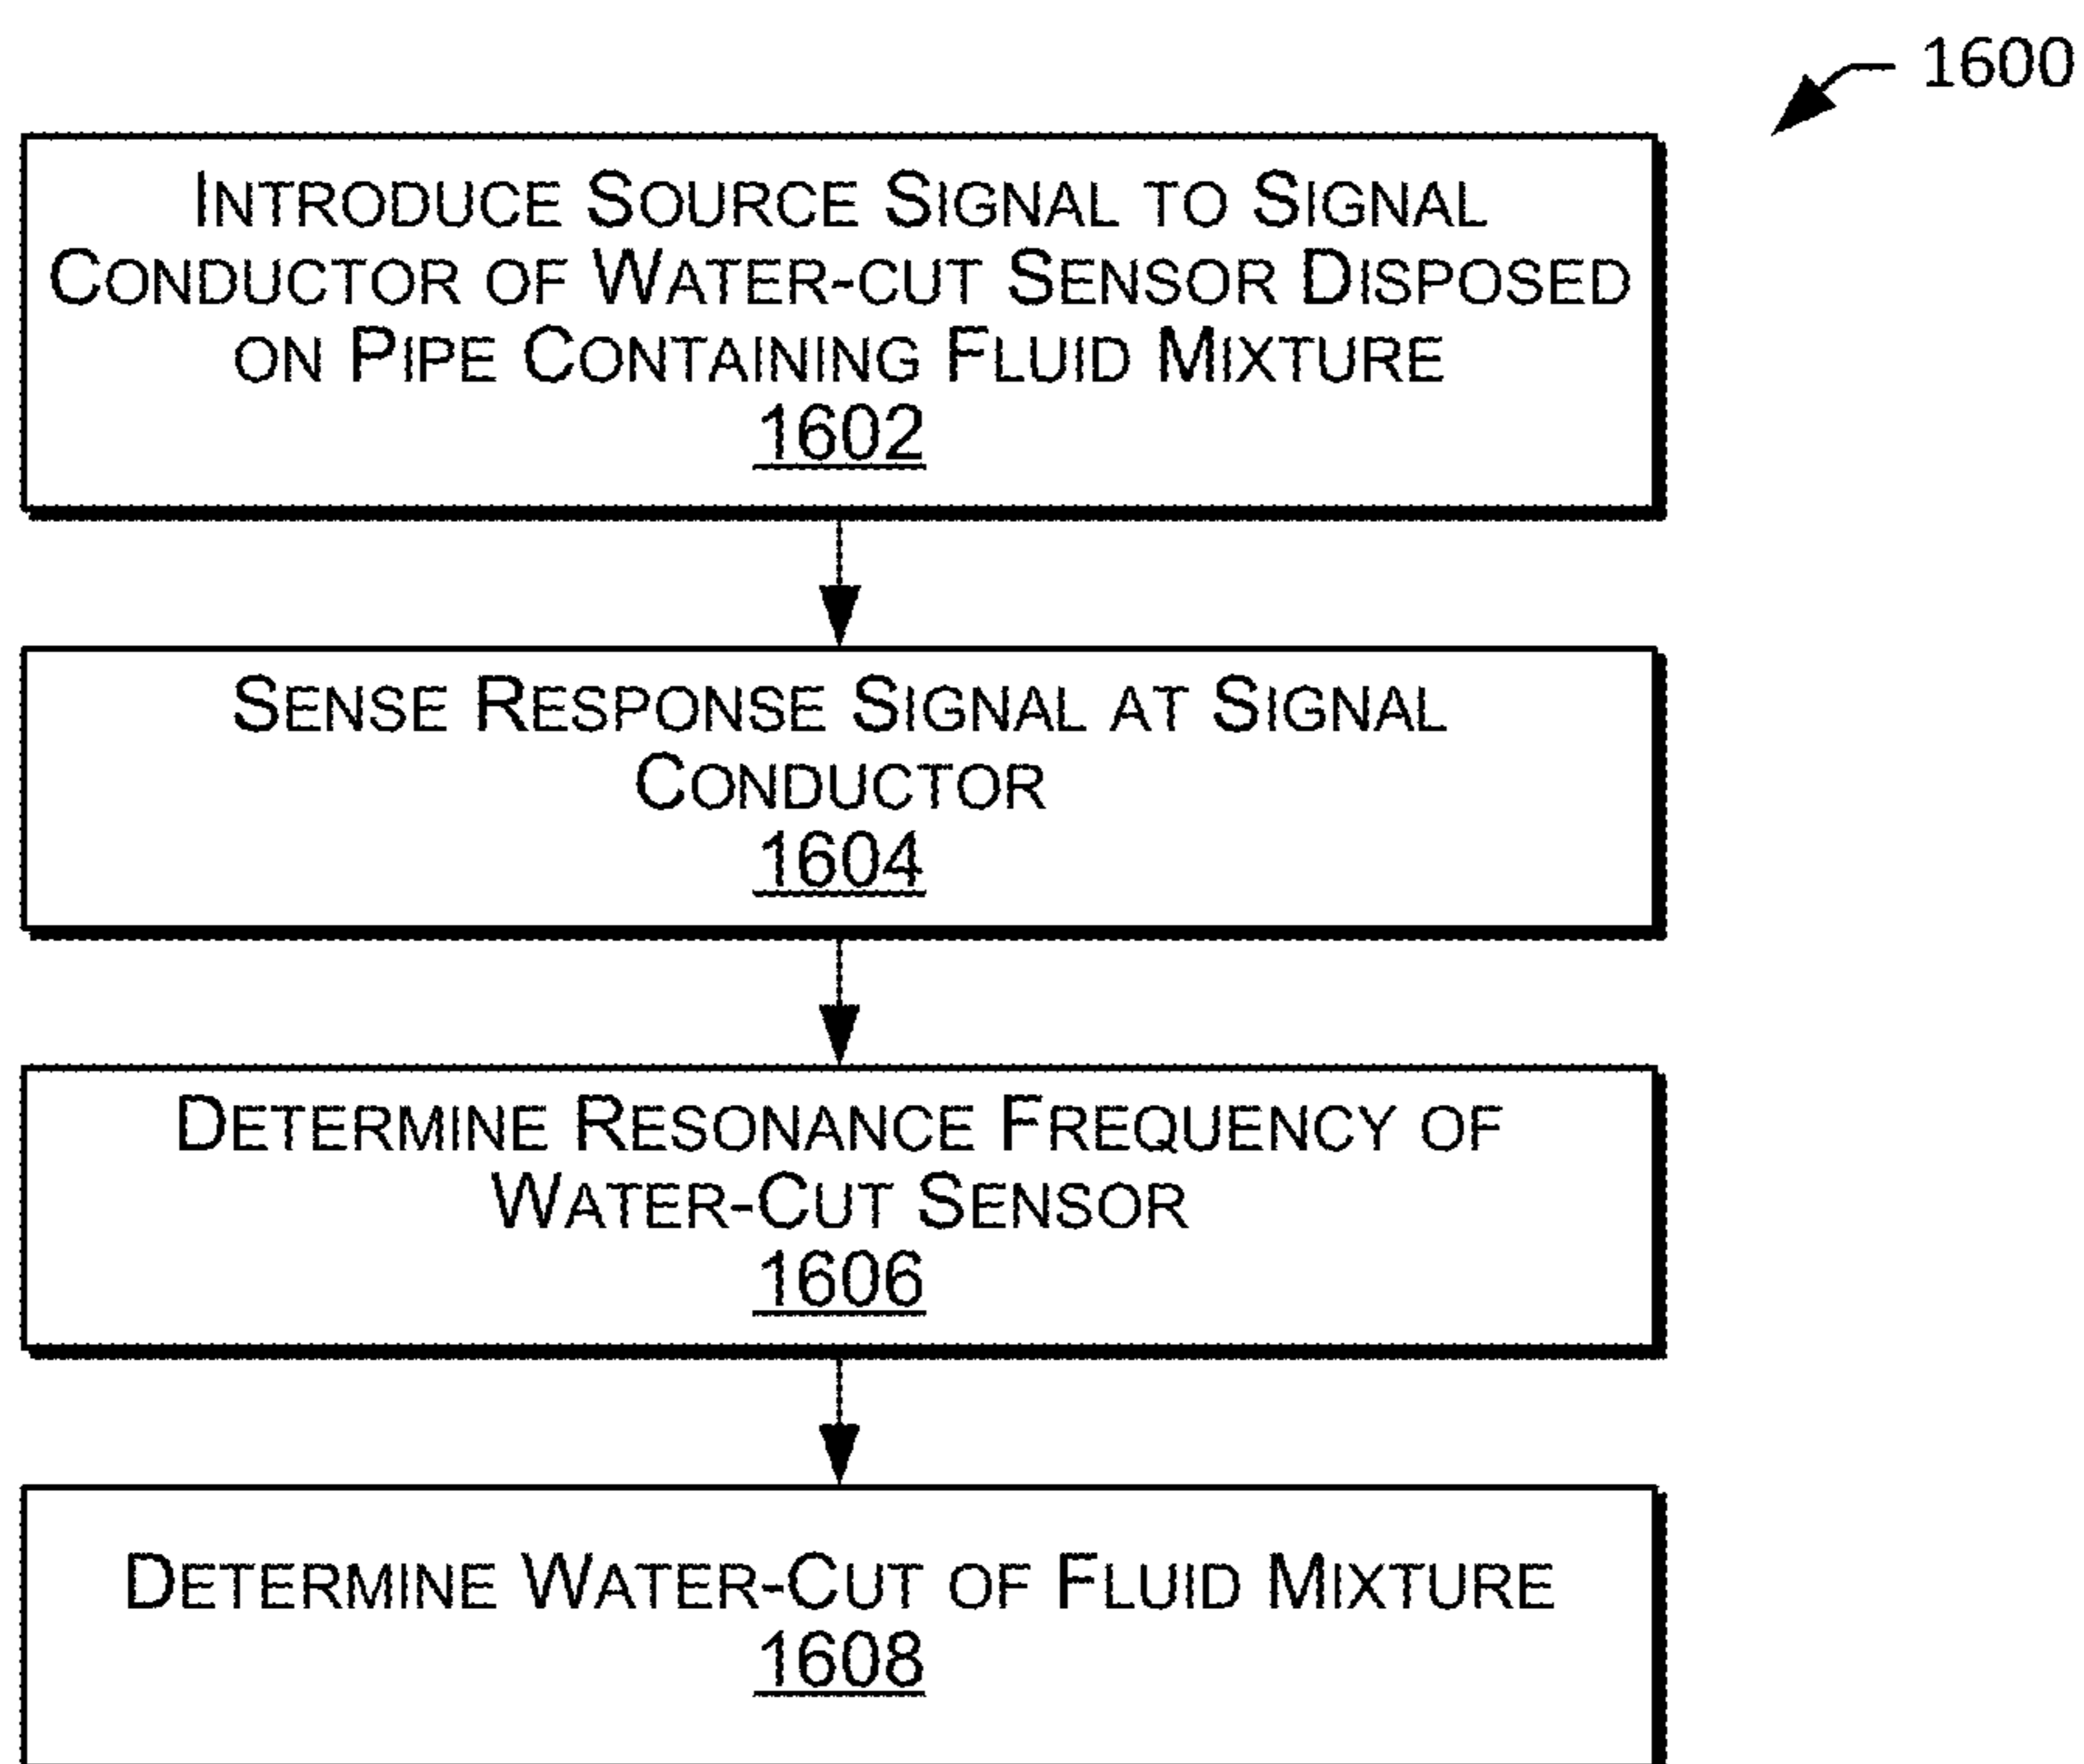 1600
INTRODUCE SOURCE SIGNAL TO SIGNAL
CONDUCTOR OF WATER-CUT SENSOR DISPOSED
ON PIPE CONTAINING FLUID MIXTURE
1602
SENSE RESPONSE SIGNAL AT SIGNAL
CONDUCTOR
1604
DETERMINE RESONANCE FREQUENCY OF
WATER-CUT SENSOR
1606
DETERMINE WATER-CUT OF FLUID MIXTURE
1608